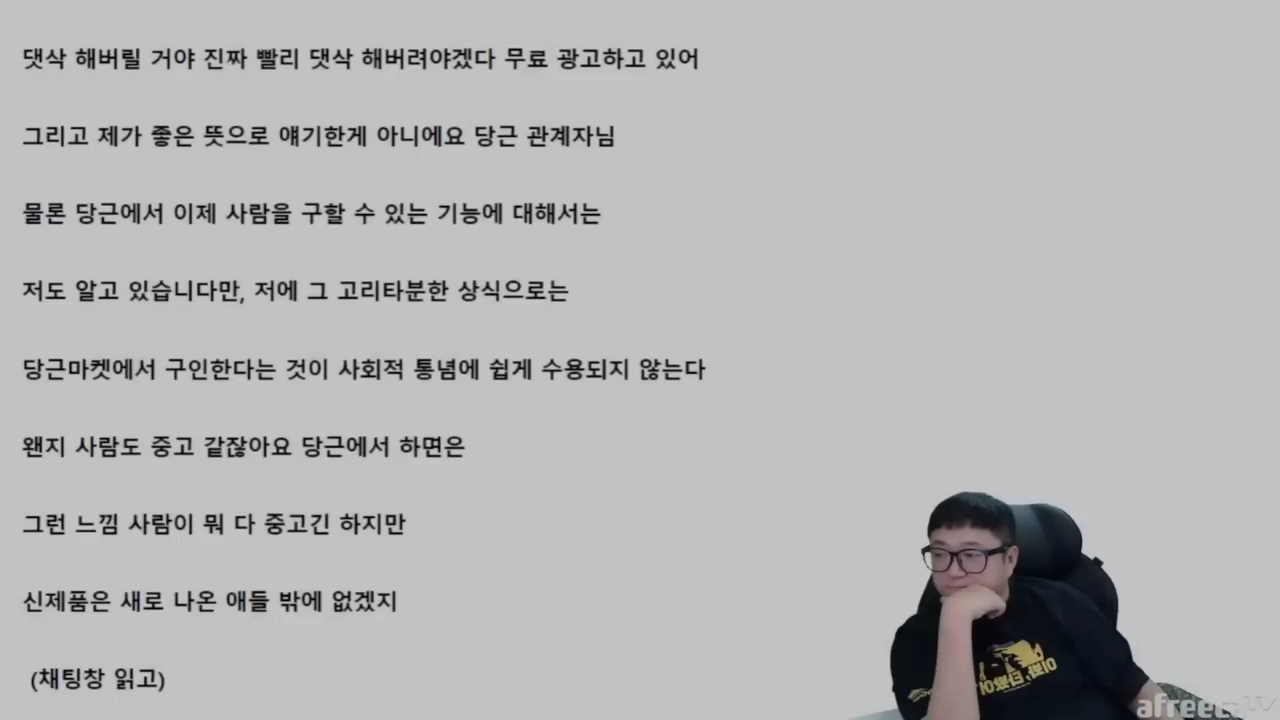 댓삭 해버릴 거야 진짜 빨리 댓삭 해버려야겠다 무료 광고하고 있어
그리고 제가 좋은 뜻으로 얘기한게 아니에요 당근 관계자님
물론 당근에서 이제 사람을 구할 수 있는 기능에 대해서는
저도 알고 있습니다만, 저에 그 고리타분한 상식으로는
당근마켓에서 구인한다는 것이 사회적 통념에 쉽게 수용되지 않는다
왠지 사람도 중고 같잖아요 당근에서 하면은
그런 느낌 사람이 뭐 다 중고긴 하지만
신제품은 새로 나온 애들 밖에 없겠지
(채팅창 읽고)
afreecaTV